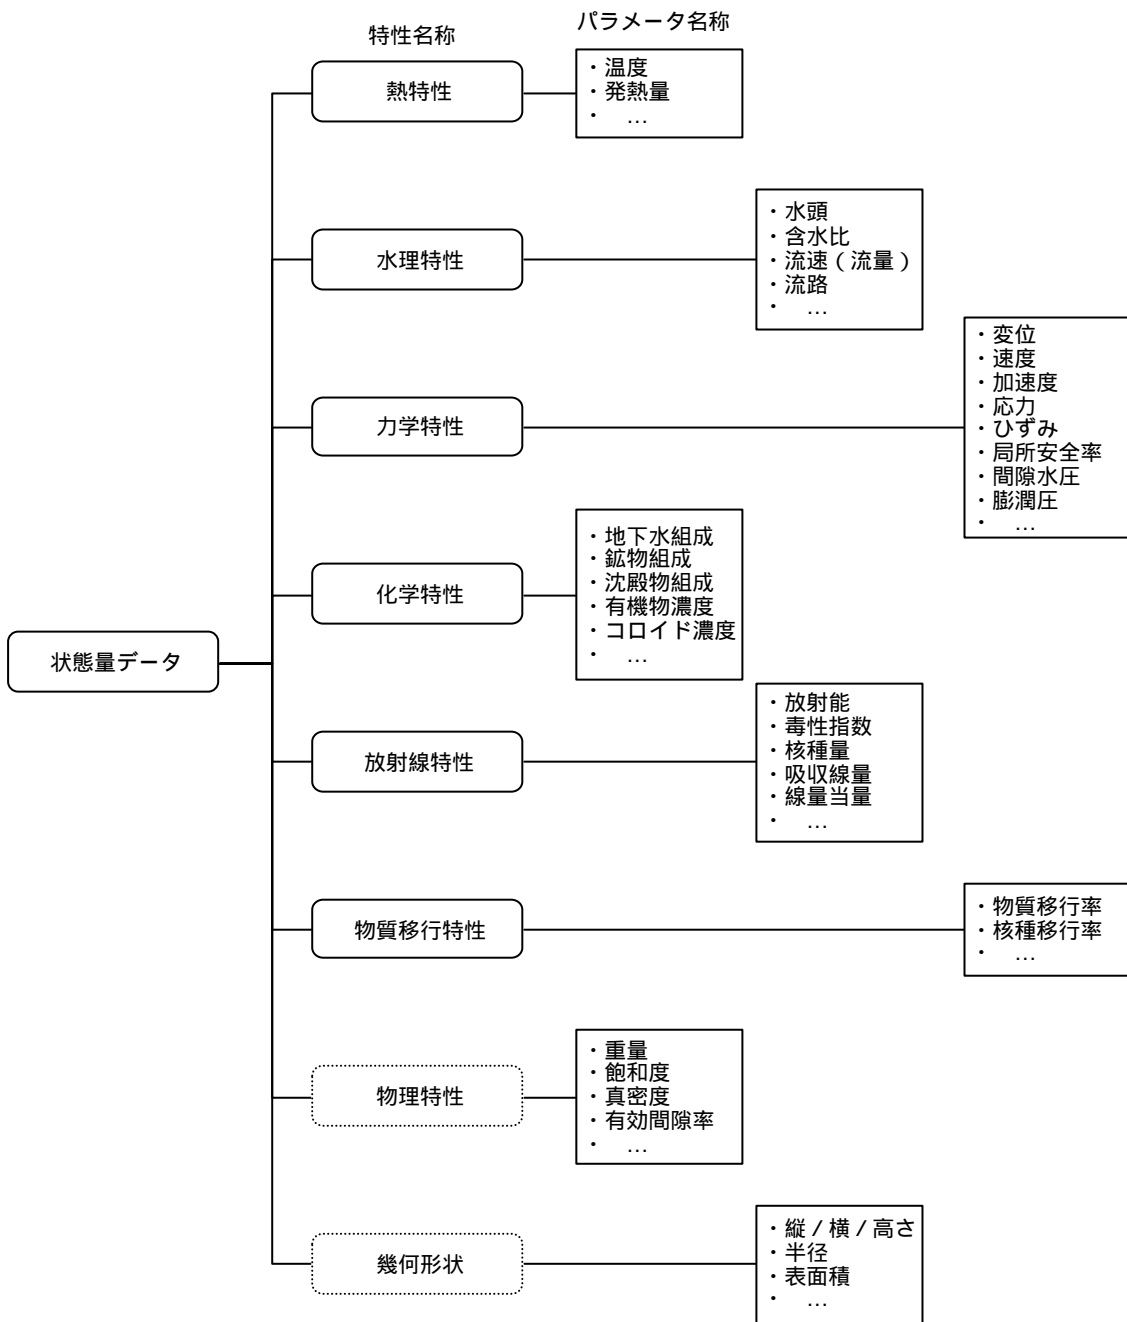 特性名称
パラメータ名称
熱特性
・温度
・発熱量
・ …
水理特性
・水頭
・含水比
・流速(流量)
・流路
・ …
力学特性
・変位
・速度
・加速度
・応力
・ひずみ
・局所安全率
・間隙水圧
・膨潤圧
・ …
化学特性
・地下水組成
・鉱物組成
・沈殿物組成
・有機物濃度
・コロイド濃度
・ …
状態量データ
放射線特性
・放射能
・毒性指数
・核種量
・吸収線量
・線量当量
・ …
物質移行特性
・物質移行率
・核種移行率
・ …
物理特性
・重量
・飽和度
・真密度
・有効間隙率
・ …
幾何形状
・縦/横/高さ
・半径
・表面積
・ …